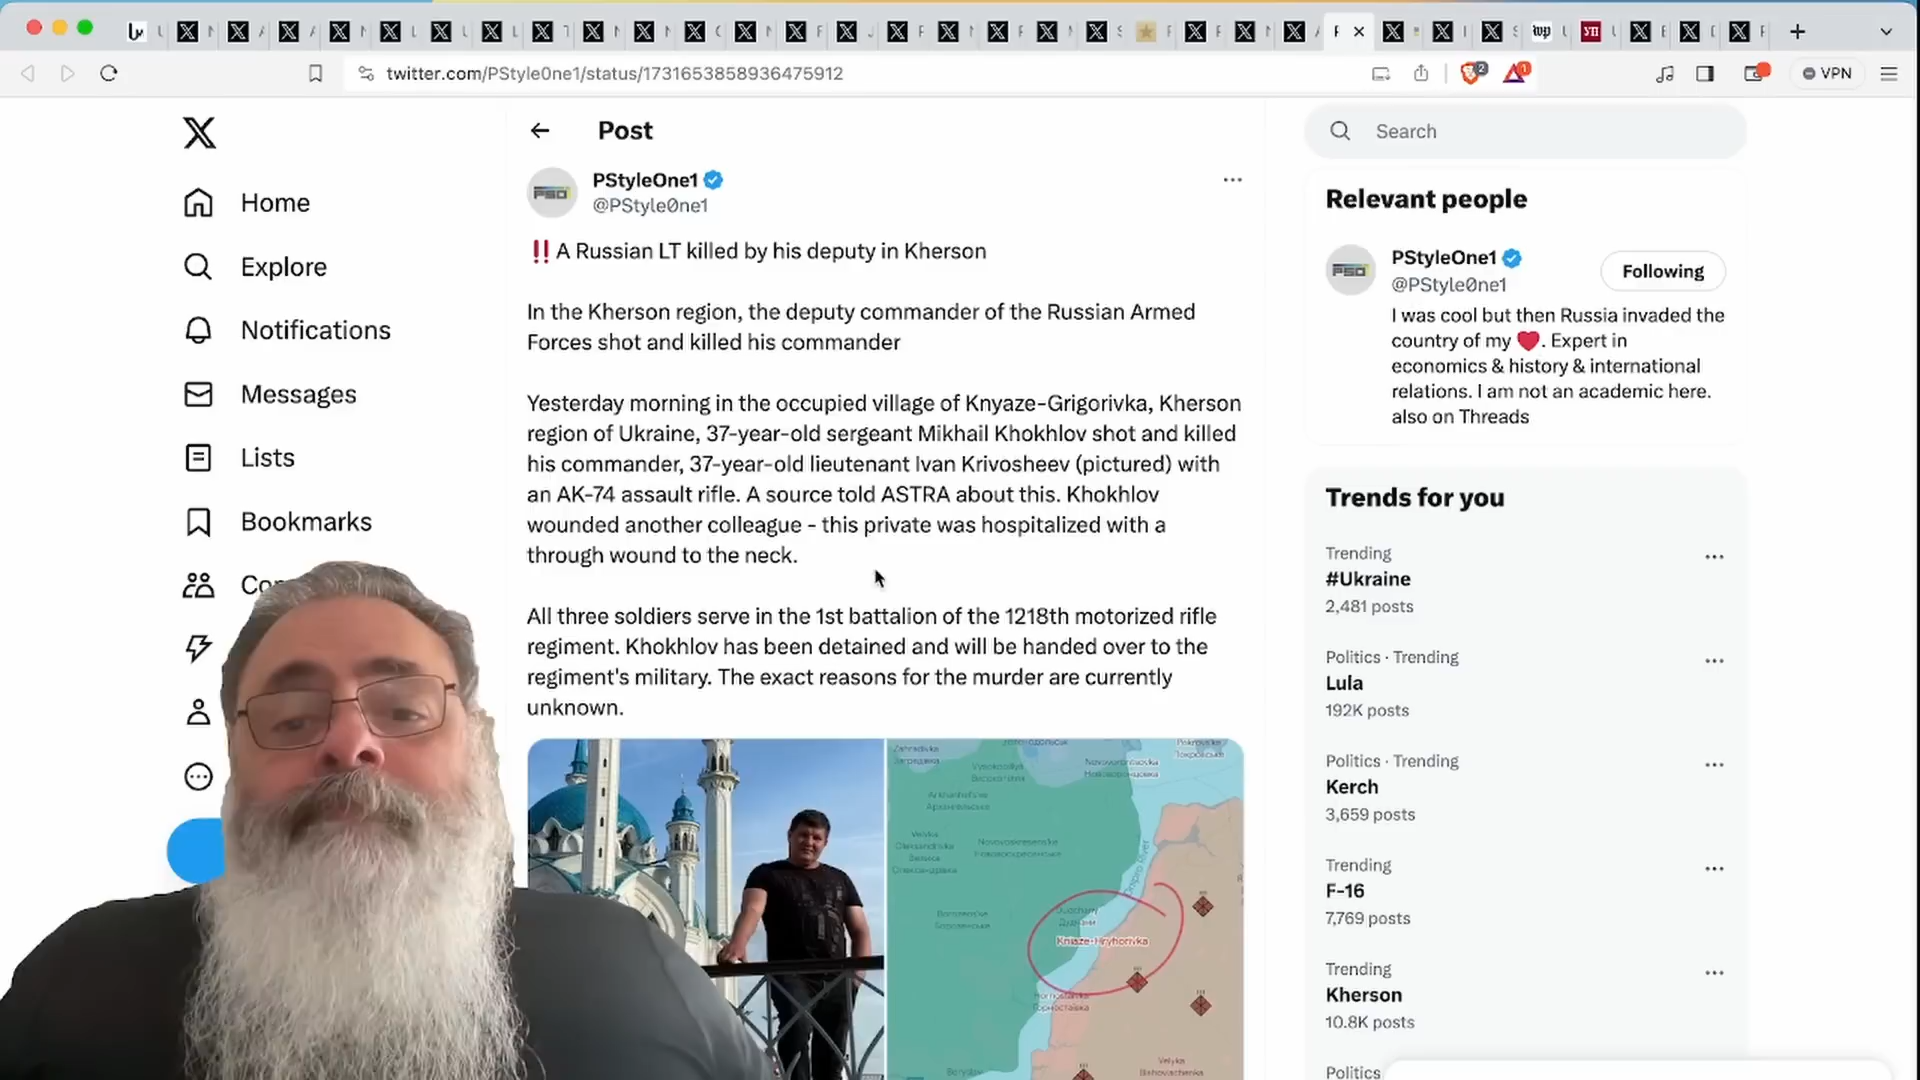 twitter.com/PStyle0ne1/status/1731653858936475912
2
1
VPN
Home
Explore
Notifications
Messages
Lists
Bookmarks
Post
PStyleOne1
@PStyle0ne1
‼️A Russian LT killed by his deputy in Kherson
In the Kherson region, the deputy commander of the Russian Armed
Forces shot and killed his commander
Yesterday morning in the occupied village of Knyaze-Grigorivka, Kherson
region of Ukraine, 37-year-old sergeant Mikhail Khokhlov shot and killed
his commander, 37-year-old lieutenant Ivan Krivosheev (pictured) with
an AK-74 assault rifle. A source told ASTRA about this. Khokhlov
wounded another colleague - this private was hospitalized with a
through wound to the neck.
All three soldiers serve in the 1st battalion of the 1218th motorized rifle
regiment. Khokhlov has been detained and will be handed over to the
regiment's military. The exact reasons for the murder are currently
unknown.
Kniaze-Hryhorivka
Search
Relevant people
PStyleOne1
@PStyle0ne1
Following
I was cool but then Russia invaded the
country of my ❤️. Expert in
economics & history & international
relations. I am not an academic here.
also on Threads
Trends for you
Trending
#Ukraine
2,481 posts
Politics · Trending
Lula
192K posts
Politics · Trending
Kerch
3,659 posts
Trending
F-16
7,769 posts
Trending
Kherson
10.8K posts
Politics